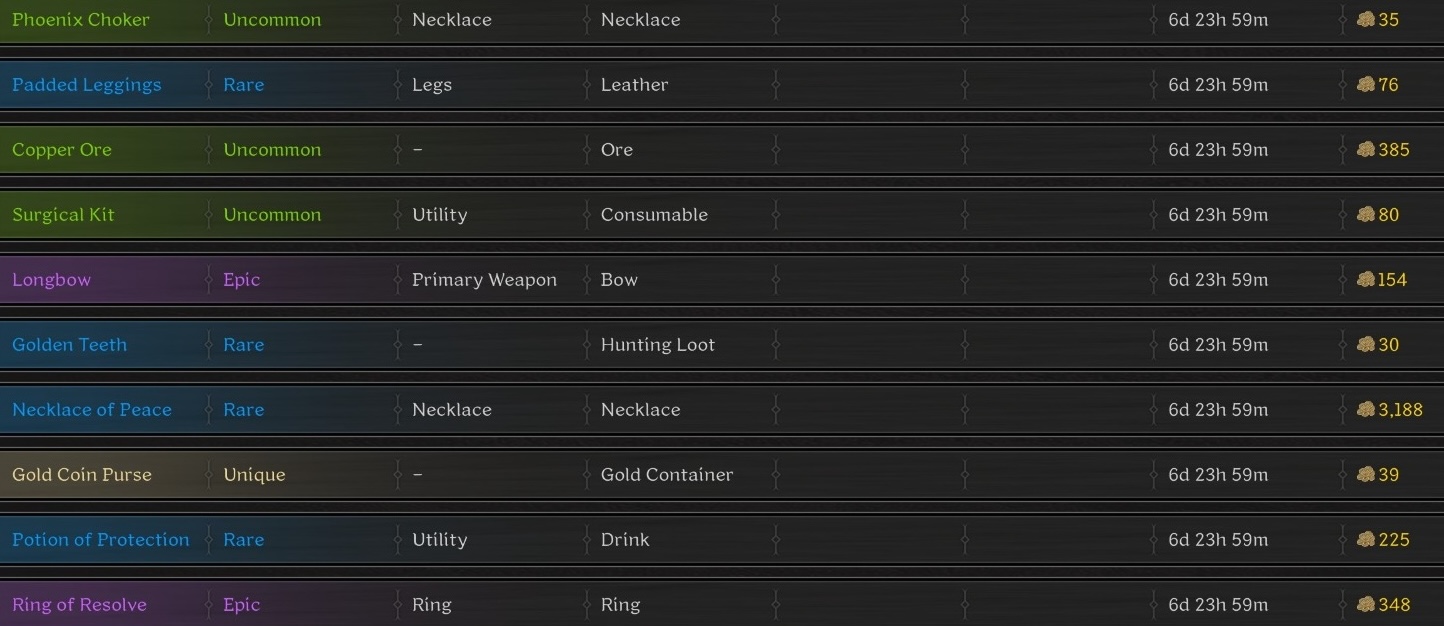 Phoenix Choker Uncommon Necklace Necklace 6d 23h 59m 35
Padded Leggings Rare Legs Leather 6d 23h 59m 76
Copper Ore Uncommon – Ore 6d 23h 59m 385
Surgical Kit Uncommon Utility Consumable 6d 23h 59m 80
Longbow Epic Primary Weapon Bow 6d 23h 59m 154
Golden Teeth Rare – Hunting Loot 6d 23h 59m 30
Necklace of Peace Rare Necklace Necklace 6d 23h 59m 3,188
Gold Coin Purse Unique – Gold Container 6d 23h 59m 39
Potion of Protection Rare Utility Drink 6d 23h 59m 225
Ring of Resolve Epic Ring Ring 6d 23h 59m 348